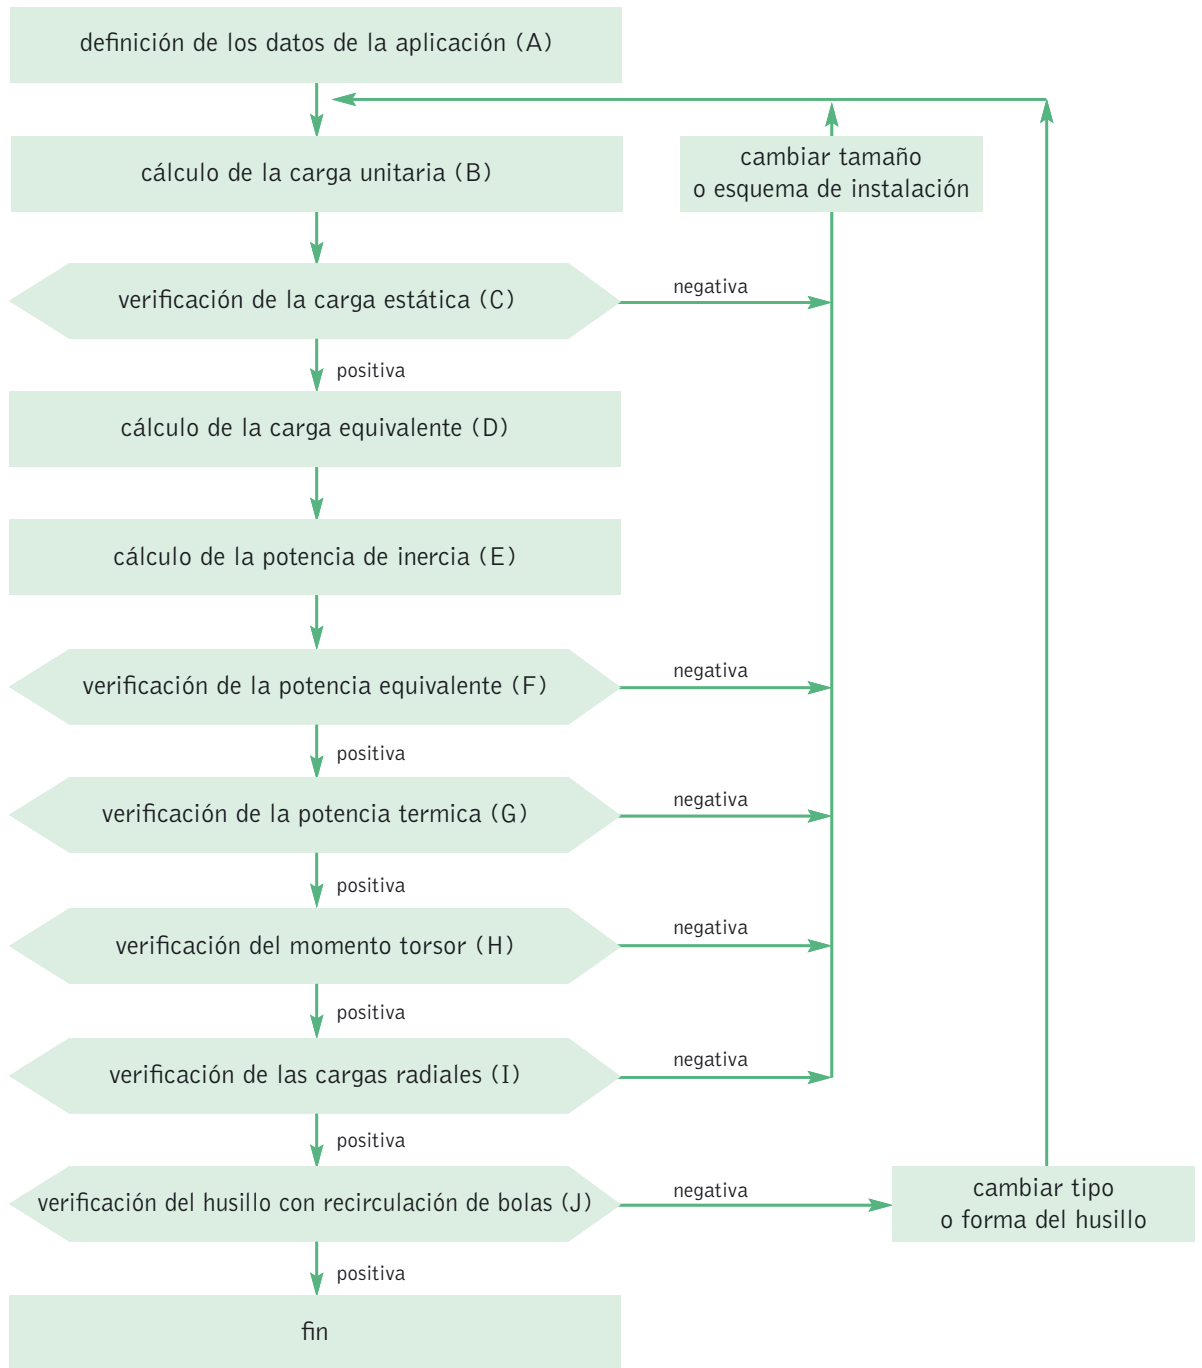 definición de los datos de la aplicación (A)
cálculo de la carga unitaria (B)
cambiar tamaño
o esquema de instalación
verificación de la carga estática (C)
negativa
positiva
cálculo de la carga equivalente (D)
cálculo de la potencia de inercia (E)
verificación de la potencia equivalente (F)
negativa
positiva
verificación de la potencia termica (G)
negativa
positiva
verificación del momento torsor (H)
negativa
positiva
verificación de las cargas radiales (I)
negativa
positiva
verificación del husillo con recirculación de bolas (J)
negativa
cambiar tipo
o forma del husillo
positiva
fin